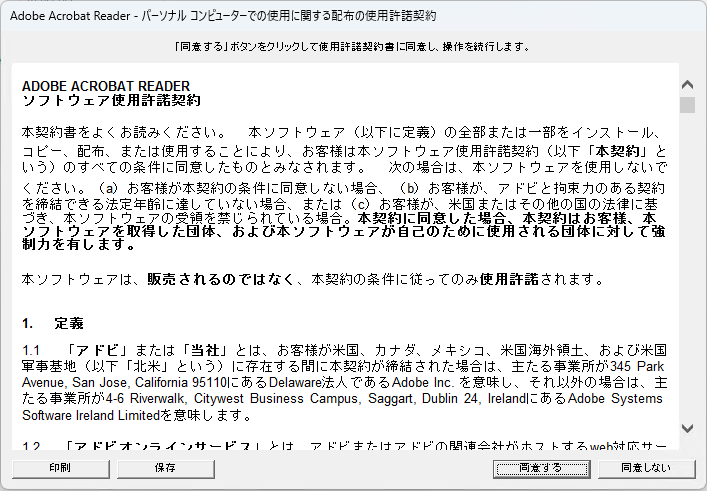 Adobe Acrobat Reader - パーソナル コンピューターでの使用に関する配布の使用許諾契約
「同意する」ボタンをクリックして使用許諾契約書に同意し、操作を続行します。
ADOBE ACROBAT READER
ソフトウェア使用許諾契約
本契約書をよくお読みください。 本ソフトウェア（以下に定義）の全部または一部をインストール、
コピー、配布、または使用することにより、お客様は本ソフトウェア使用許諾契約（以下「本契約」と
いう）のすべての条件に同意したものとみなされます。 次の場合は、本ソフトウェアを使用しないで
ください。（a）お客様が本契約の条件に同意しない場合、（b）お客様が、アドビと拘束力のある契約
を締結できる法定年齢に達していない場合、または（c）お客様が、米国またはその他の国の法律に基
づき、本ソフトウェアの受領を禁じられている場合。本契約に同意した場合、本契約はお客様、本
ソフトウェアを取得した団体、および本ソフトウェアが自己のために使用される団体に対して強
制力を有します。
本ソフトウェアは、販売されるのではなく、本契約の条件に従ってのみ使用許諾されます。
1. 定義
1.1 「アドビ」または「当社」とは、お客様が米国、カナダ、メキシコ、米国海外領土、および米国
軍事基地（以下「北米」という）に存在する間に本契約が締結された場合は、主たる事業所が345 Park
Avenue, San Jose, California 95110にあるDelaware法人であるAdobe Inc. を意味し、それ以外の場合は、主
たる事業所が4-6 Riverwalk, Citywest Business Campus, Saggart, Dublin 24, IrelandにあるAdobe Systems
Software Ireland Limitedを意味します。
1.2 「アドビオンラインサービス」とは、アドビまたはアドビの関連会社がホストするweb対応サー
印刷
保存
同意する
同意しない